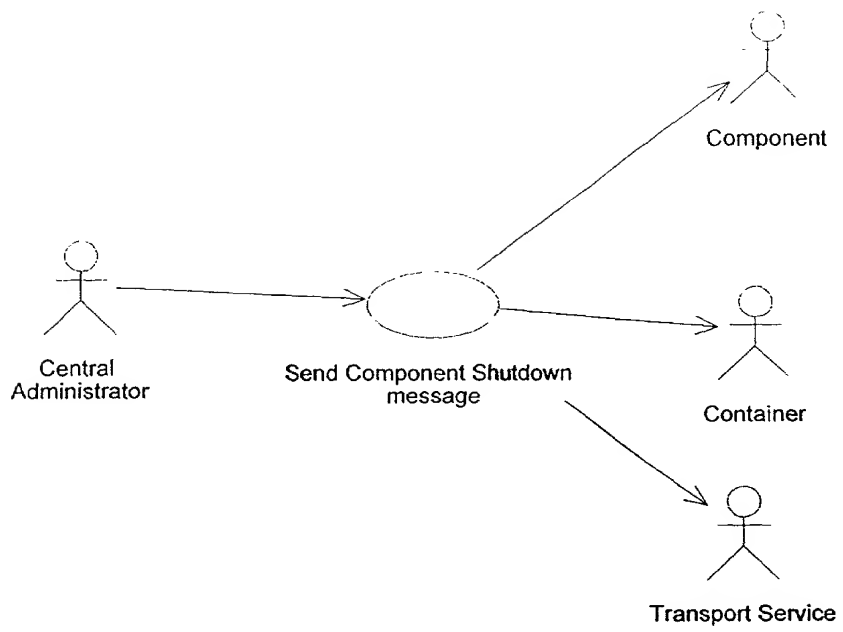 Component
Central
Administrator
Send Component Shutdown
message
Container
Transport Service